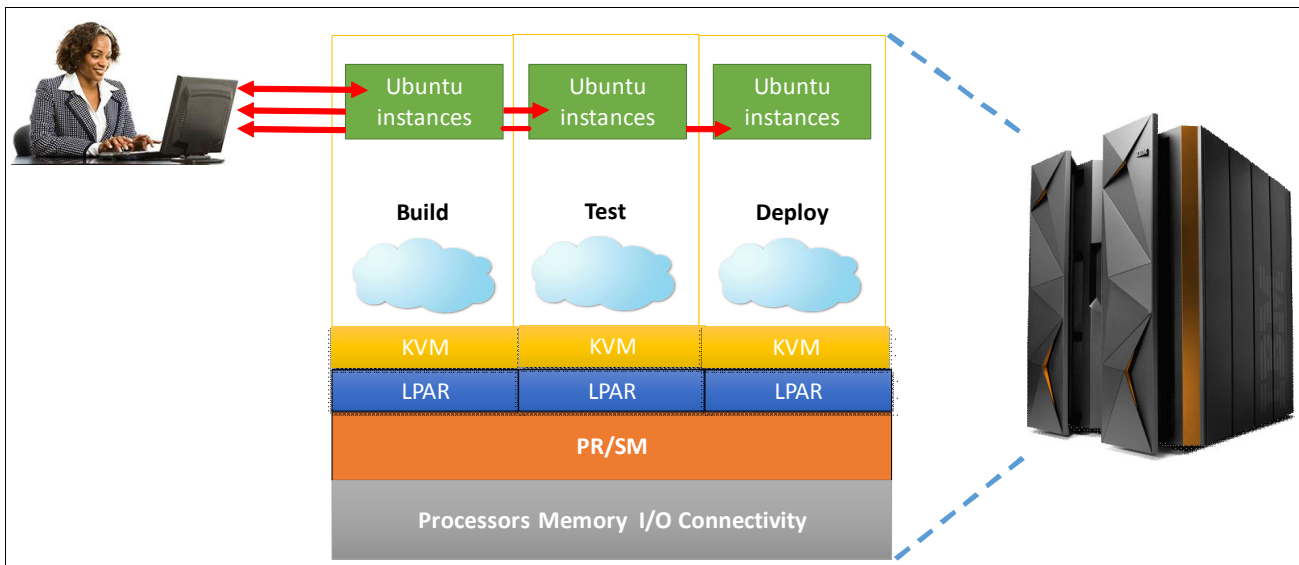 Ubuntu
instances
Ubuntu
instances
Ubuntu
instances
Build
Test
Deploy
KVM
KVM
KVM
LPAR
LPAR
LPAR
PR/SM
Processors Memory I/O Connectivity